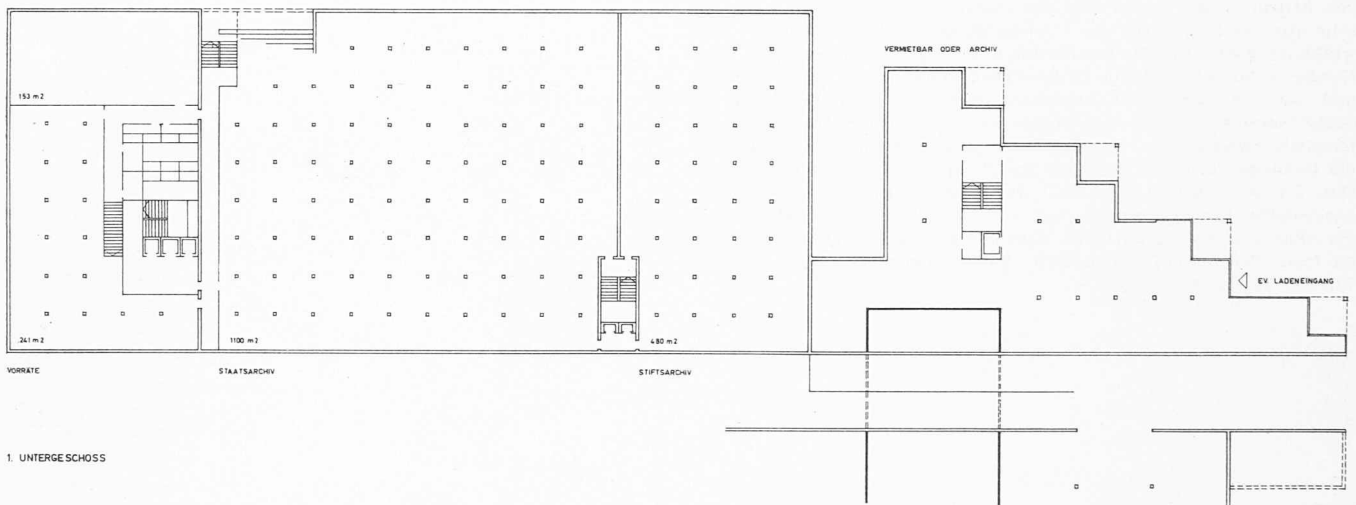 VERMIETBAR ODER ARCHIV
153 m2
EV. LADENEINGANG
241 m2
1100 m2
480 m2
VORRÄTE
STAATSARCHIV
STIFTSARCHIV
1. UNTERGESCHOSS